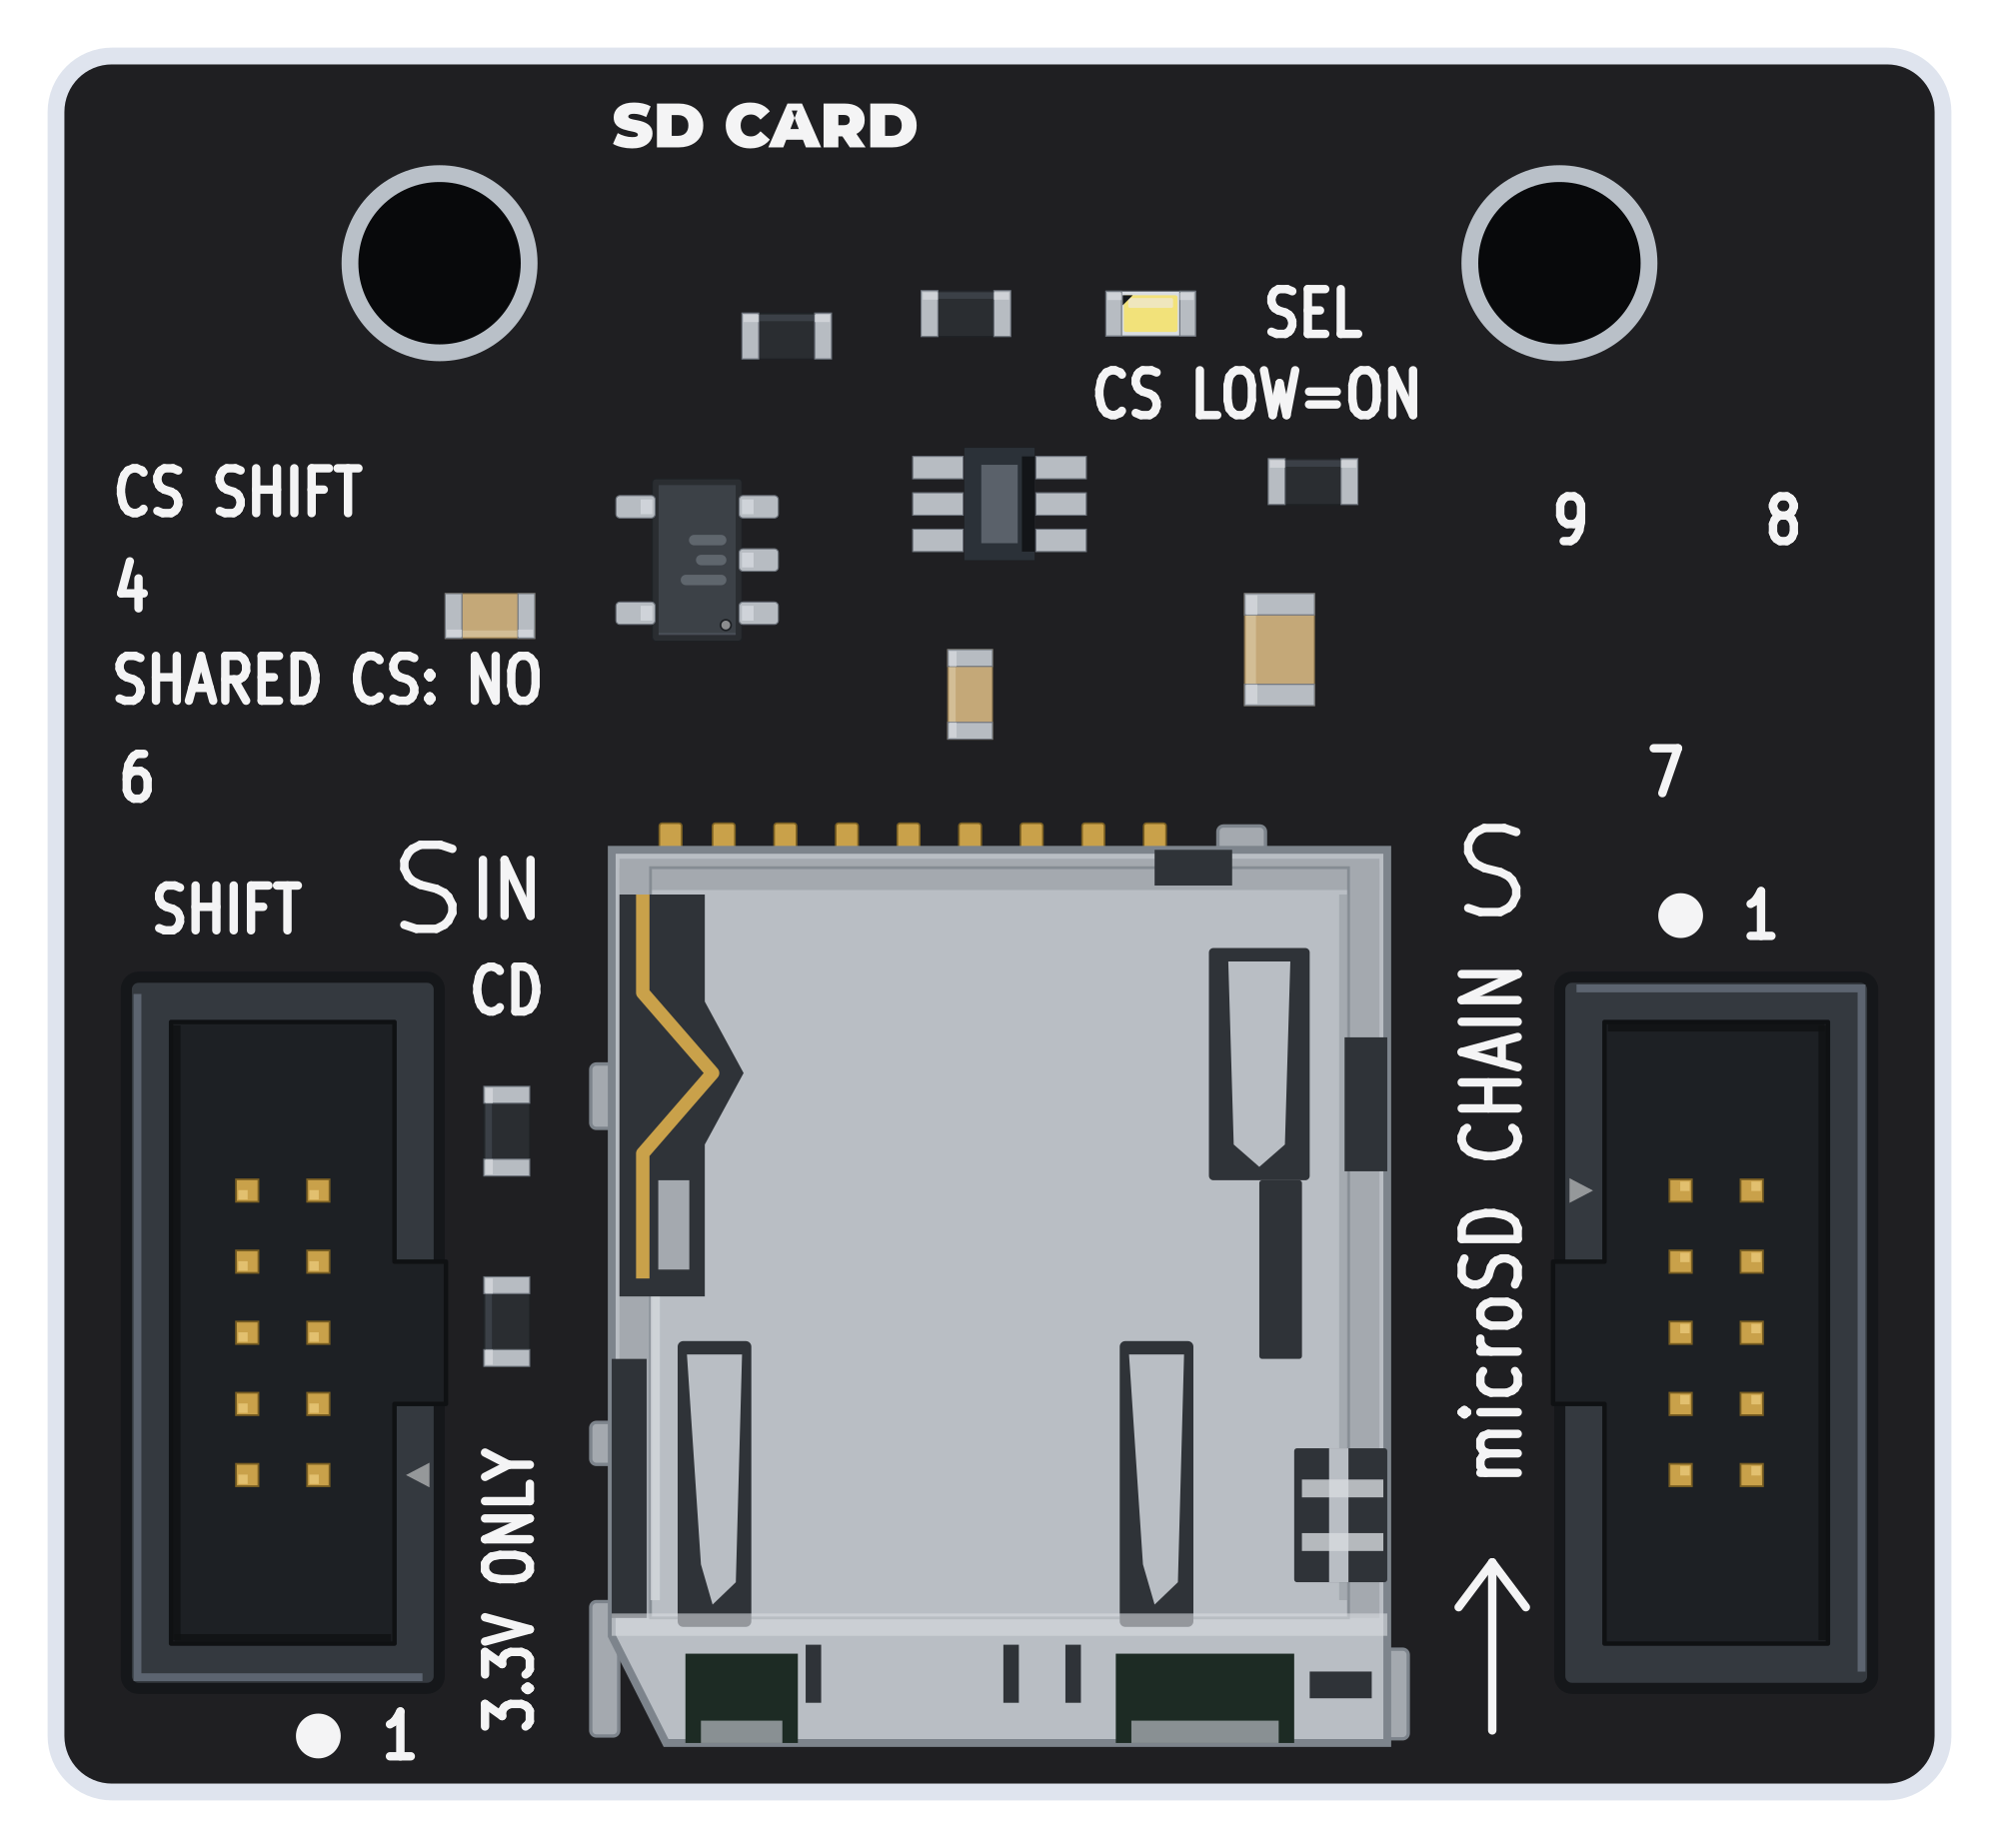 SD CARD
SEL
CS LOW=ON
CS SHIFT
9 8
4
SHARED CS: NO
6
7
S IN
S
SHIFT
1
CD
microSD CHAIN
3.3V ONLY
1